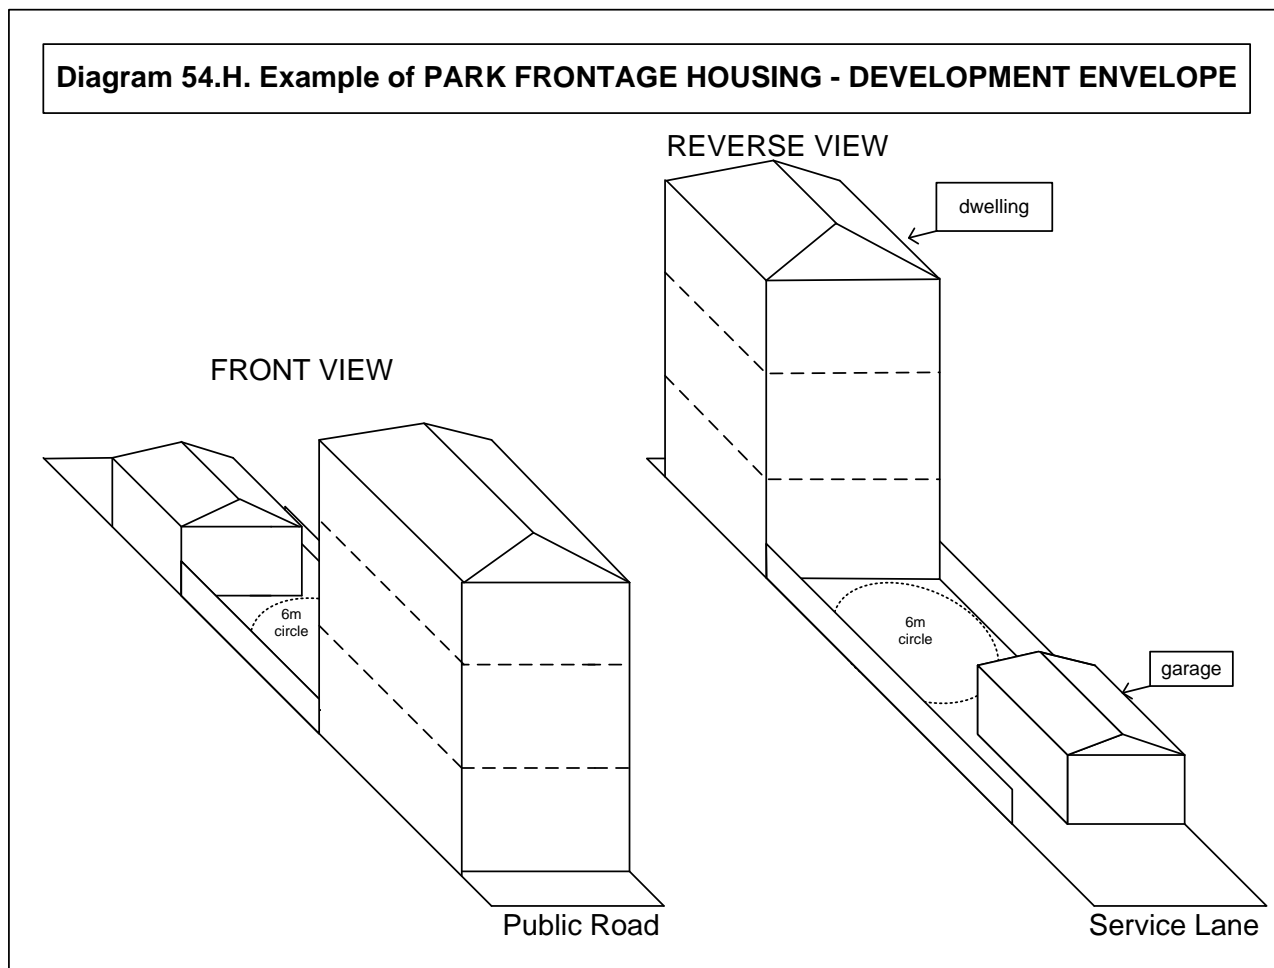 Diagram 54.H. Example of PARK FRONTAGE HOUSING - DEVELOPMENT ENVELOPE
REVERSE VIEW
dwelling
FRONT VIEW
6m
circle
6m
circle
garage
Public Road
Service Lane